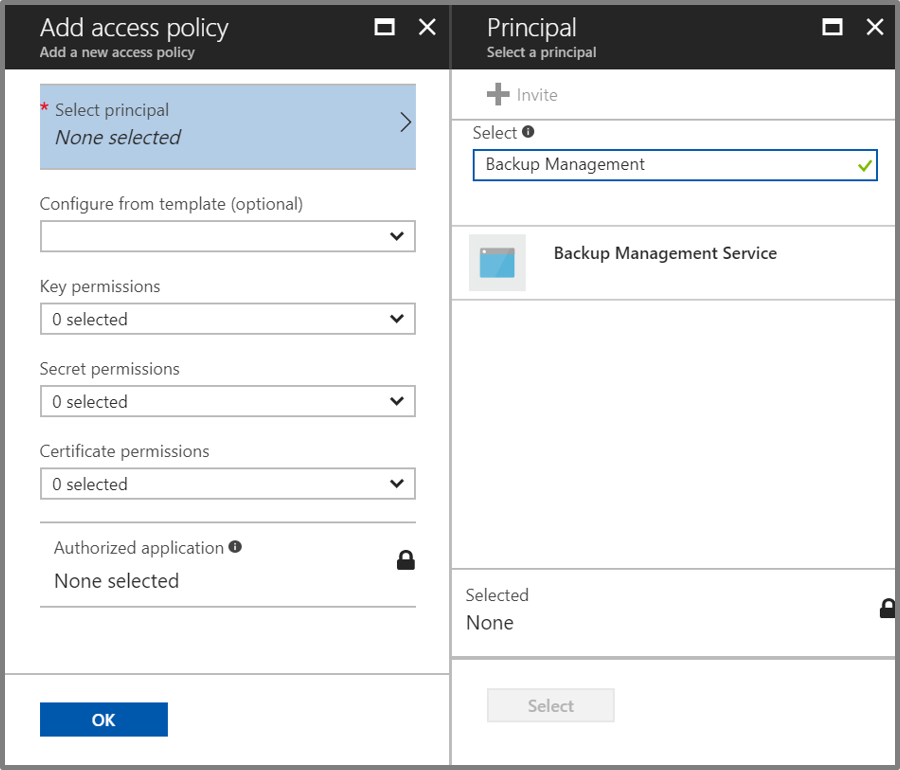 Add access policy
Add a new access policy
* Select principal
None selected
Configure from template (optional)
Key permissions
0 selected
Secret permissions
0 selected
Certificate permissions
0 selected
Authorized application
None selected
OK
Principal
Select a principal
Invite
Select
Backup Management
Backup Management Service
Selected
None
Select